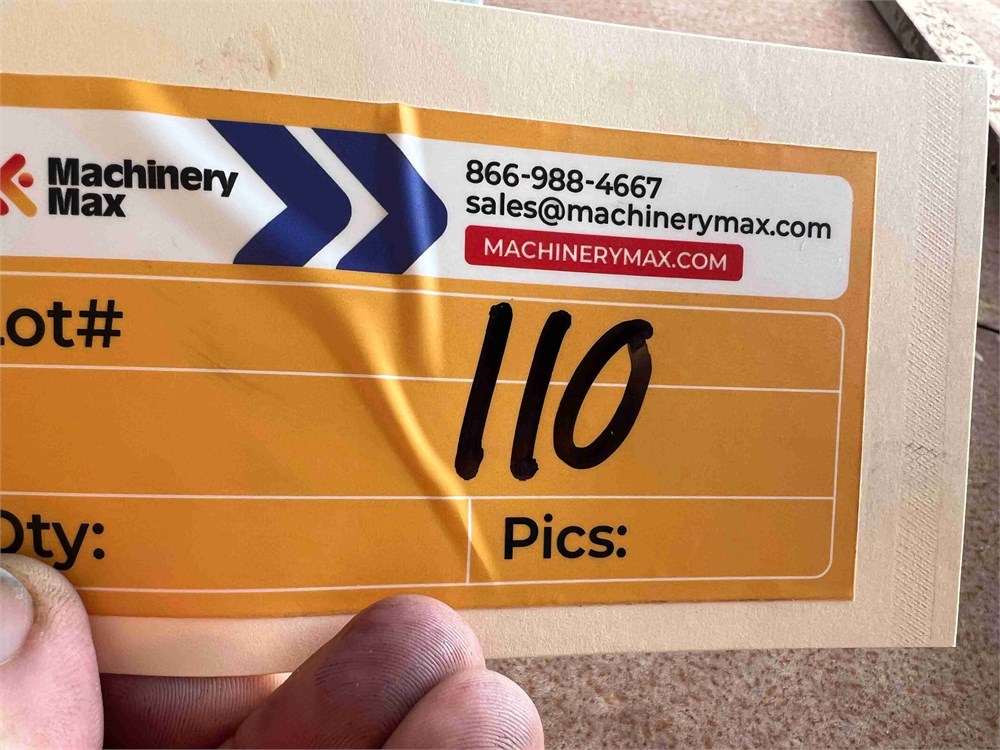 Machinery
Max
866-988-4667
sales@machinerymax.com
MACHINERYMAX.COM
Lot#
110
Qty:
Pics: